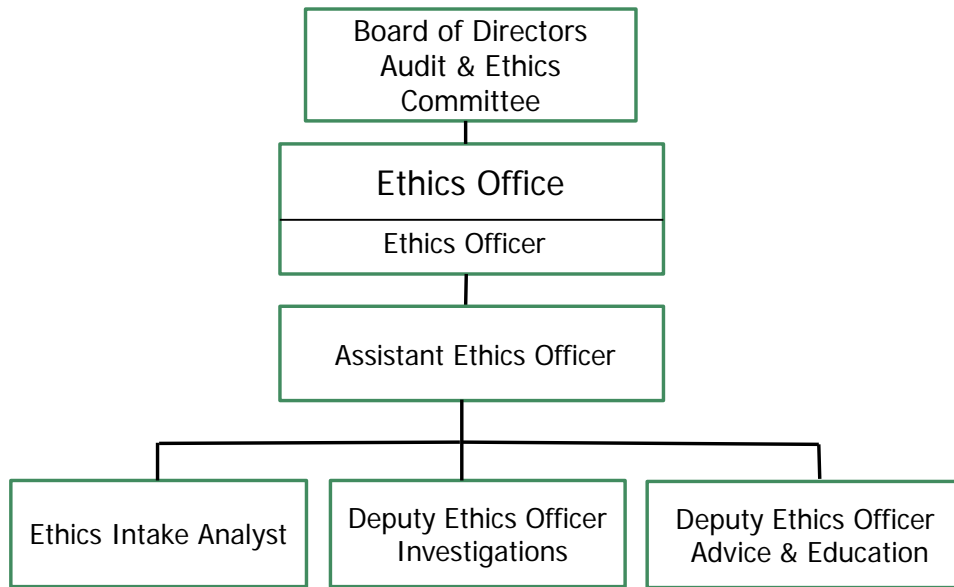 Board of Directors
Audit & Ethics
Committee
Ethics Office
Ethics Officer
Assistant Ethics Officer
Ethics Intake Analyst
Deputy Ethics Officer
Investigations
Deputy Ethics Officer
Advice & Education